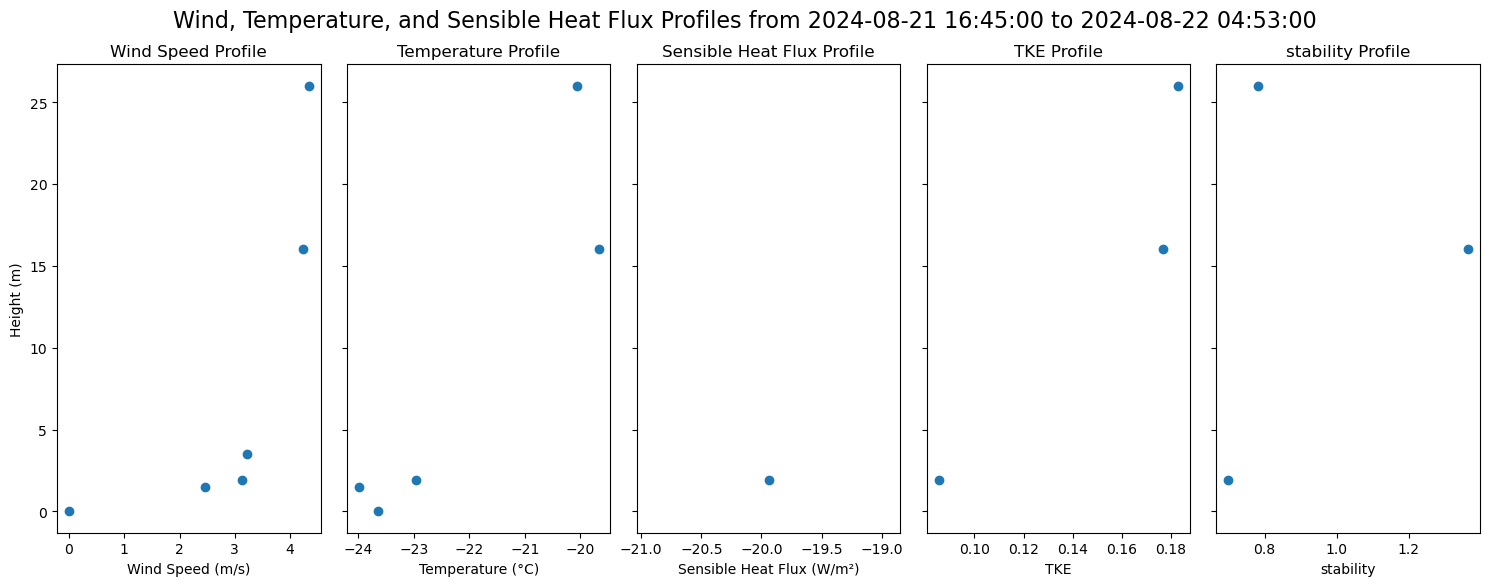 Wind, Temperature, and Sensible Heat Flux Profiles from 2024-08-21 16:45:00 to 2024-08-22 04:53:00
Wind Speed Profile
Temperature Profile
Sensible Heat Flux Profile
TKE Profile
stability Profile
Height (m)
25
20
15
10
5
0
0 1 2 3 4
−24 −23 −22 −21 −20
−21.0 −20.5 −20.0 −19.5 −19.0
0.10 0.12 0.14 0.16 0.18
0.8 1.0 1.2
Wind Speed (m/s)
Temperature (°C)
Sensible Heat Flux (W/m²)
TKE
stability